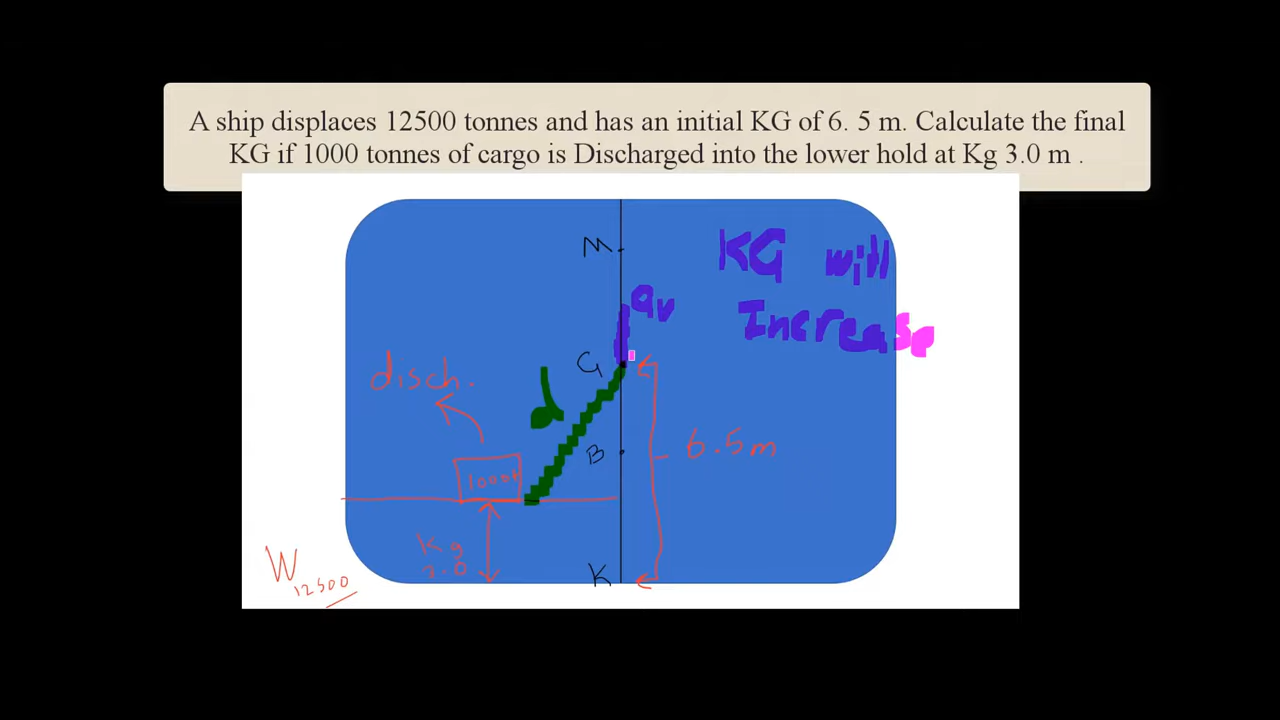 A ship displaces 12500 tonnes and has an initial KG of 6. 5 m. Calculate the final
KG if 1000 tonnes of cargo is Discharged into the lower hold at Kg 3.0 m .
M
KG will
Increase
G
disch.
d
6.5m
B
1000t
Kg
3.0
K
W
12500